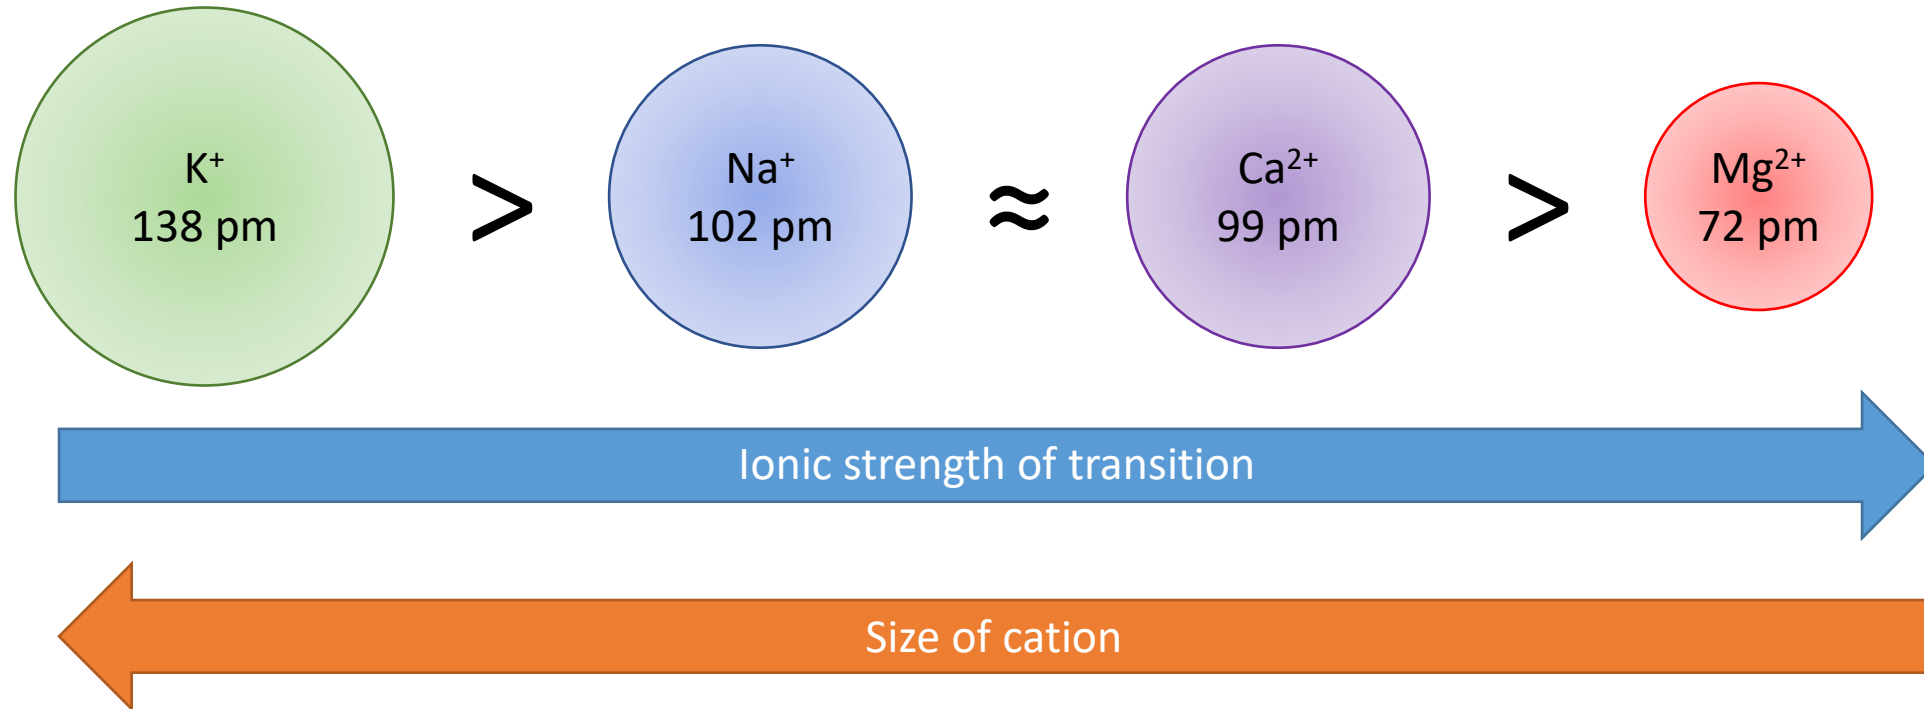 K⁺
138 pm
>
Na⁺
102 pm
≈
Ca²⁺
99 pm
>
Mg²⁺
72 pm
Ionic strength of transition
Size of cation